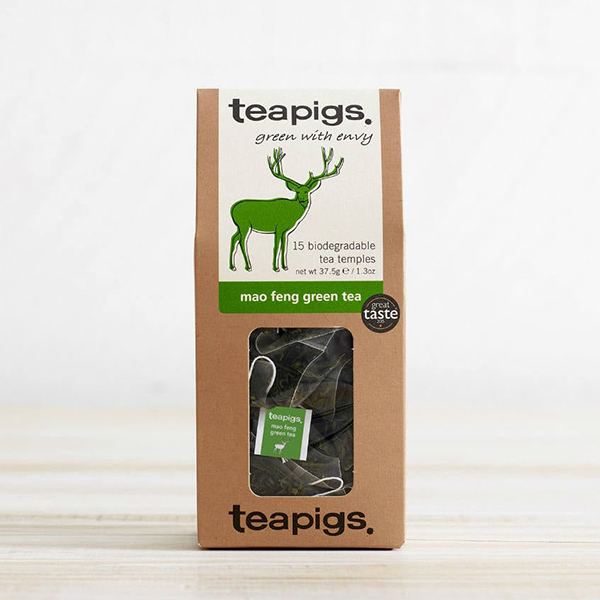 teapigs.
green with envy
15 biodegradable
tea temples
net wt 37.5g ℮ / 1.3oz
mao feng green tea
great
taste
teapigs.
mao feng
green tea
teapigs.